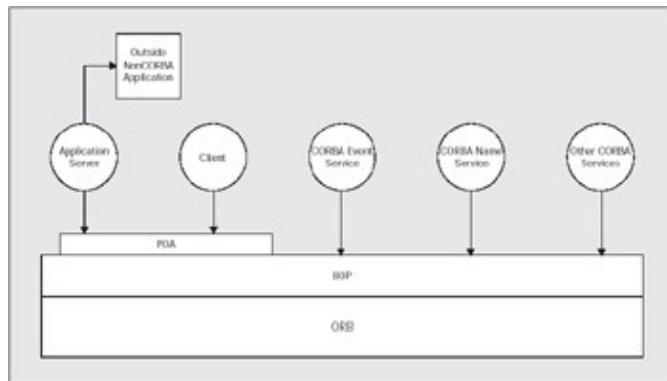 Outside
NonCORBA
Application
Application
Server
Client
CORBA Event
Service
CORBA Name
Service
Other CORBA
Services
POA
IIOP
ORB